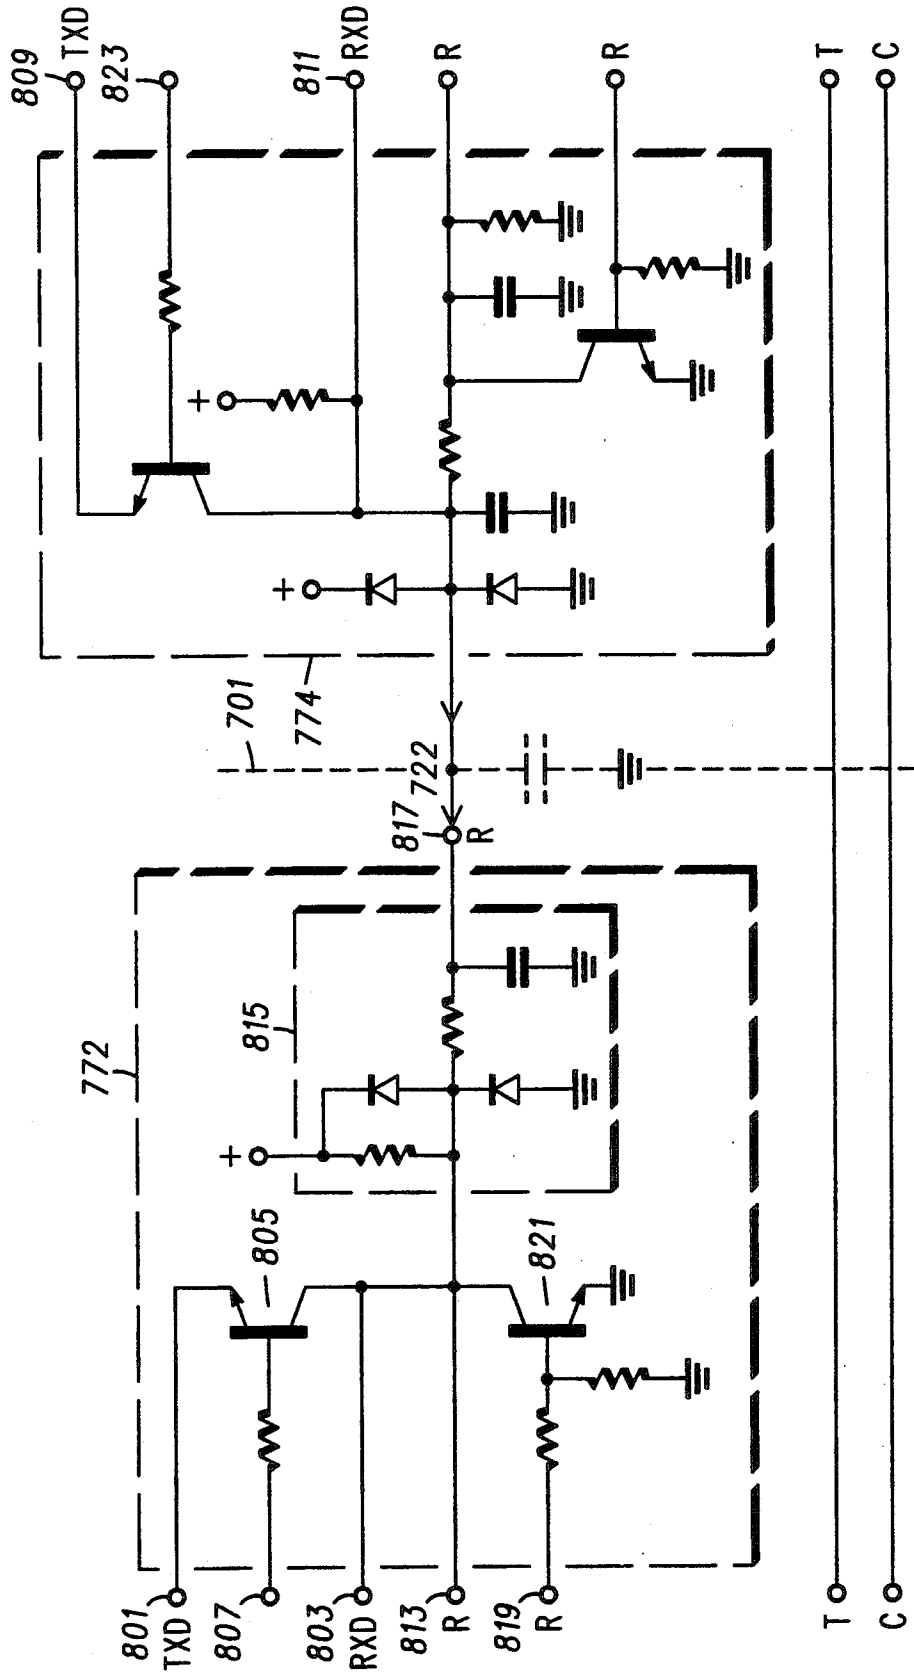 809 TXD
823
811 RXD
R
R
T
C
+
+
774
701
722
817 R
772
815
+
805
821
801 TXD
807
803 RXD
813 R
819 R
T
C